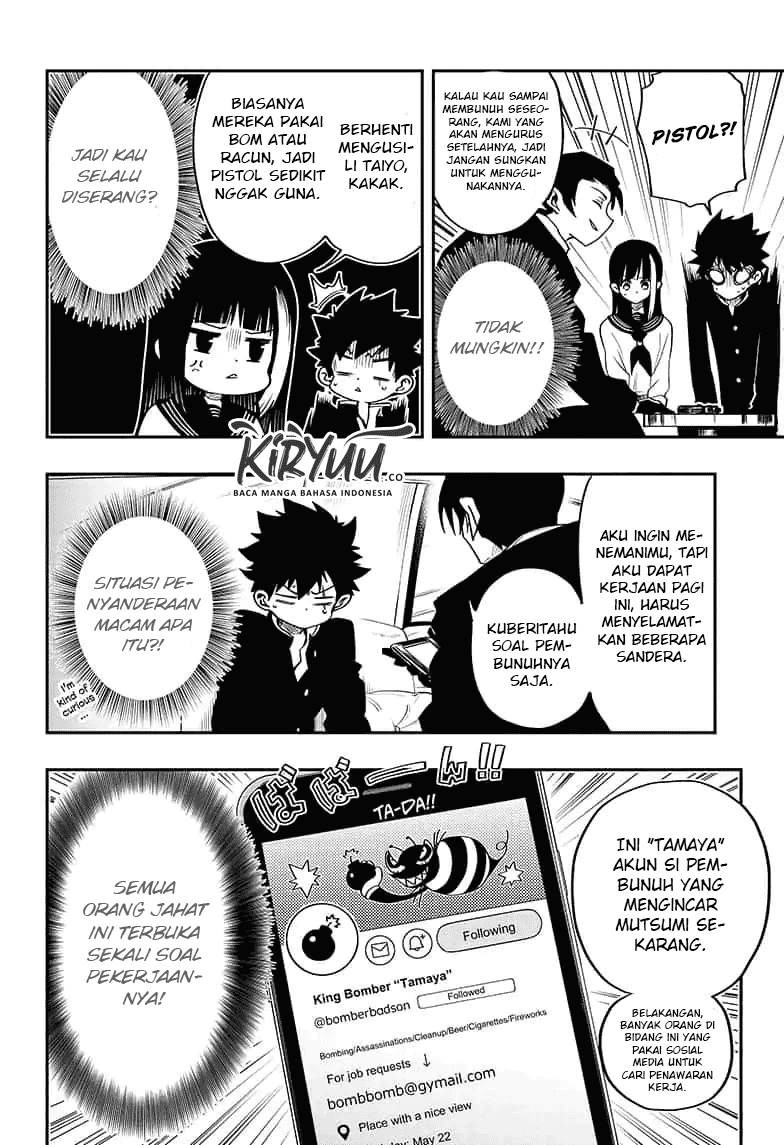 PISTOL?!
KALAU KAU SAMPAI
MEMBUNUH SESEO-
RANG, KAMI YANG
AKAN MENGURUS
SETELAHNYA, JADI
JANGAN SUNGKAN
UNTUK MENGGU-
NAKANNYA.
TIDAK
MUNGKIN!!
BERHENTI
MENGUSI-
LI TAIYO,
KAKAK.
BIASANYA
MEREKA PAKAI
BOM ATAU
RACUN, JADI
PISTOL SEDIKIT
NGGAK GUNA.
JADI KAU
SELALU
DISERANG?
KIRYUU.CO
BACA MANGA BAHASA INDONESIA
AKU INGIN ME-
NEMANIMU, TAPI
AKU DAPAT
KERJAAN PAGI
INI, HARUS
MENYELAMAT-
KAN BEBERAPA
SANDERA.
KUBERITAHU
SOAL PEM-
BUNUHNYA
SAJA.
SITUASI PE-
NYANDERAAN
MACAM APA
ITU?!
I'm
kind of
curious
...
ばばーん!!
TA-DA!!
INI "TAMAYA"
AKUN SI PEM-
BUNUH YANG
MENGINCAR
MUTSUMI SE-
KARANG.
BELAKANGAN,
BANYAK ORANG DI
BIDANG INI YANG
PAKAI SOSIAL
MEDIA UNTUK
CARI PENAWARAN
KERJA.
Following
King Bomber "Tamaya"
@bomberbadson Followed
Bombing/Assassinations/Cleanup/Beer/Cigarettes/Fireworks
For job requests ↓
bombbomb@gymail.com
Place with a nice view
May 22
SEMUA
ORANG JAHAT
INI TERBUKA
SEKALI SOAL
PEKERJAAN-
NYA!